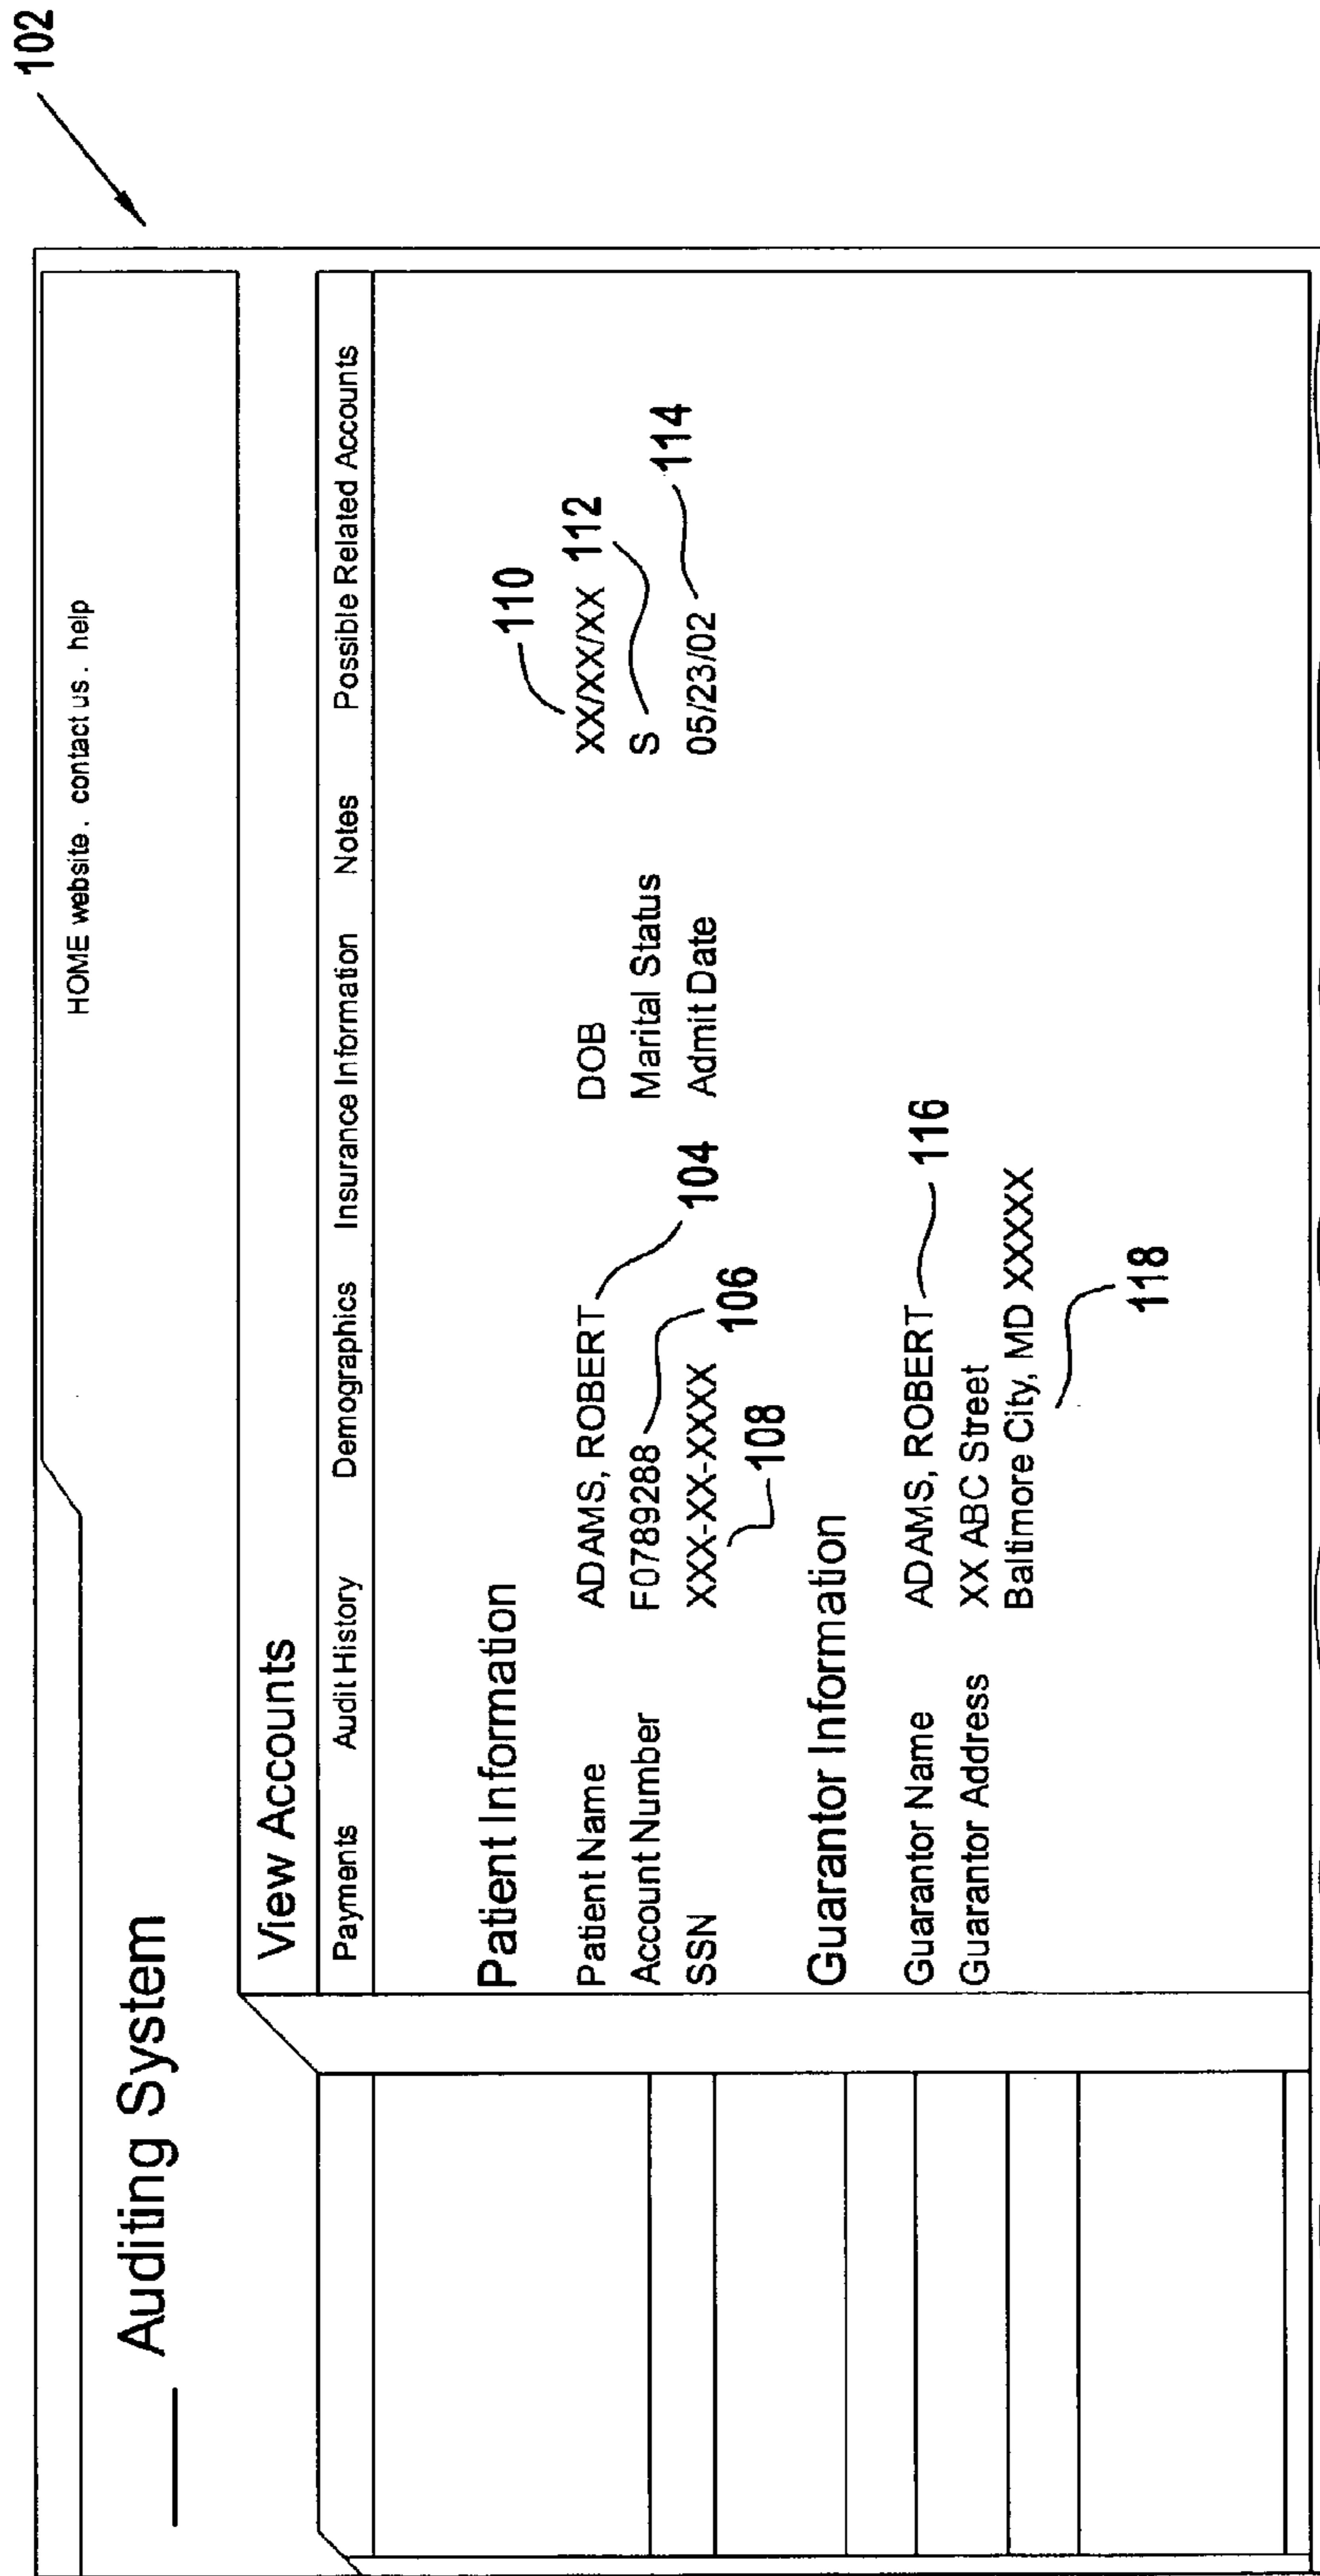 102
HOME website . contact us . help
Auditing System
View Accounts
Payments Audit History Demographics Insurance Information Notes Possible Related Accounts
Patient Information
110
Patient Name ADAMS, ROBERT DOB XX/XX/XX 112
Account Number F0789288 104 Marital Status S
SSN XXX-XX-XXXX 106 Admit Date 05/23/02 114
108
Guarantor Information
Guarantor Name ADAMS, ROBERT 116
Guarantor Address XX ABC Street
Baltimore City, MD XXXXX
118